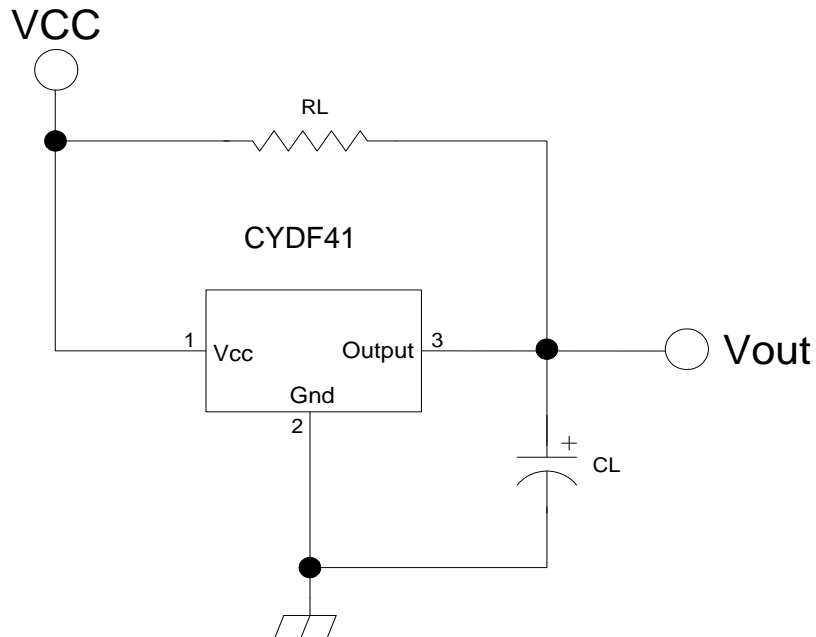 VCC
RL
CYDF41
1
Vcc
Output
3
Vout
Gnd
2
+
CL